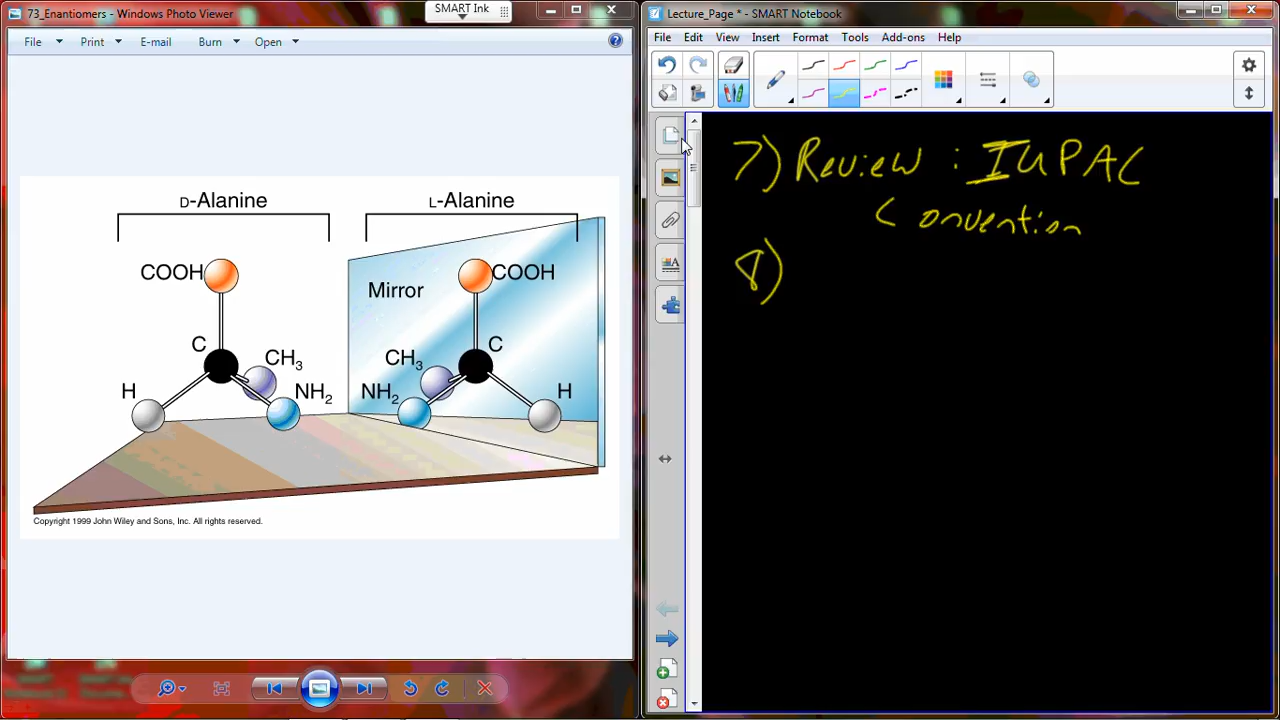 73_Enantiomers - Windows Photo Viewer
SMART Ink
File Print E-mail Burn Open
D-Alanine
L-Alanine
COOH
COOH
Mirror
C
C
CH3
CH3
H
NH2
NH2
H
Copyright 1999 John Wiley and Sons, Inc. All rights reserved.
Lecture_Page * - SMART Notebook
File Edit View Insert Format Tools Add-ons Help
7) Review : IUPAC
Convention
8)